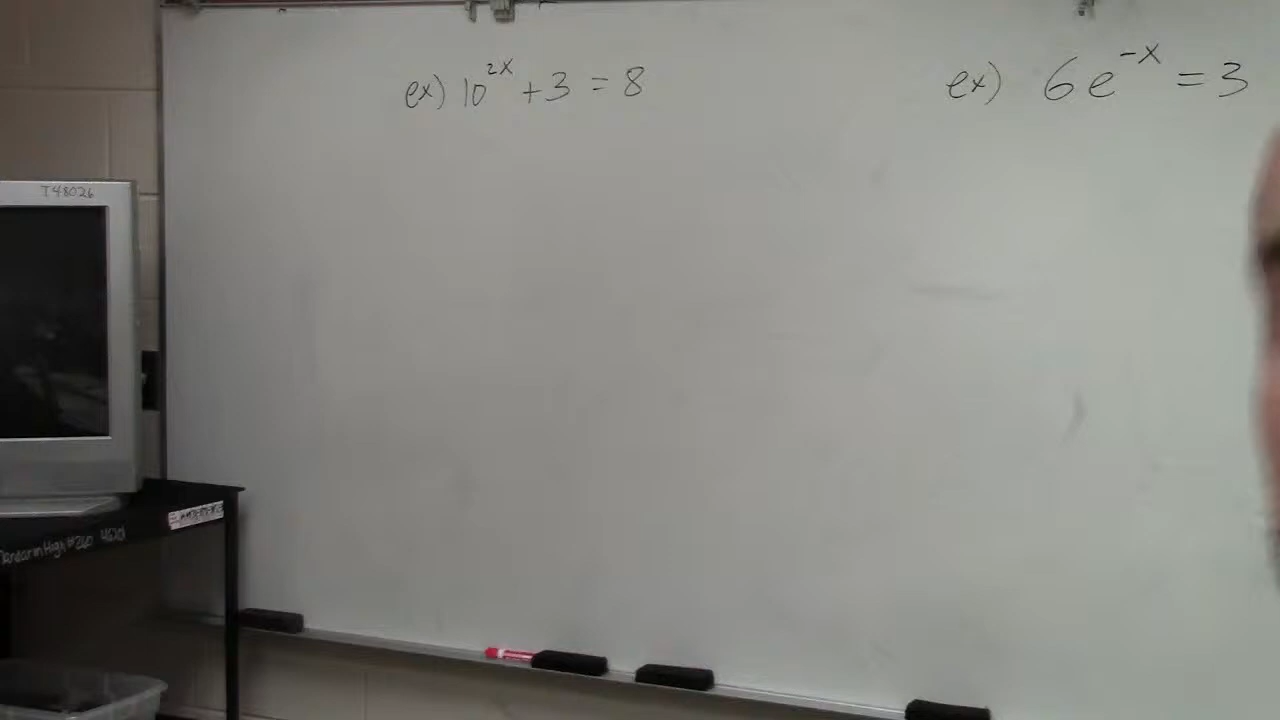 ex) 10^{2x} + 3 = 8
ex) 6e^{-x} = 3
T48026